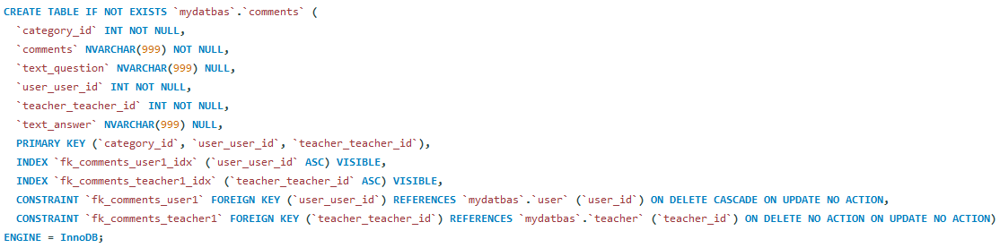 CREATE TABLE IF NOT EXISTS `mydatbas`.`comments` (
`category_id` INT NOT NULL,
`comments` NVARCHAR(999) NOT NULL,
`text_question` NVARCHAR(999) NULL,
`user_user_id` INT NOT NULL,
`teacher_teacher_id` INT NOT NULL,
`text_answer` NVARCHAR(999) NULL,
PRIMARY KEY (`category_id`, `user_user_id`, `teacher_teacher_id`),
INDEX `fk_comments_user1_idx` (`user_user_id` ASC) VISIBLE,
INDEX `fk_comments_teacher1_idx` (`teacher_teacher_id` ASC) VISIBLE,
CONSTRAINT `fk_comments_user1` FOREIGN KEY (`user_user_id`) REFERENCES `mydatbas`.`user` (`user_id`) ON DELETE CASCADE ON UPDATE NO ACTION,
CONSTRAINT `fk_comments_teacher1` FOREIGN KEY (`teacher_teacher_id`) REFERENCES `mydatbas`.`teacher` (`teacher_id`) ON DELETE NO ACTION ON UPDATE NO ACTION)
ENGINE = InnoDB;